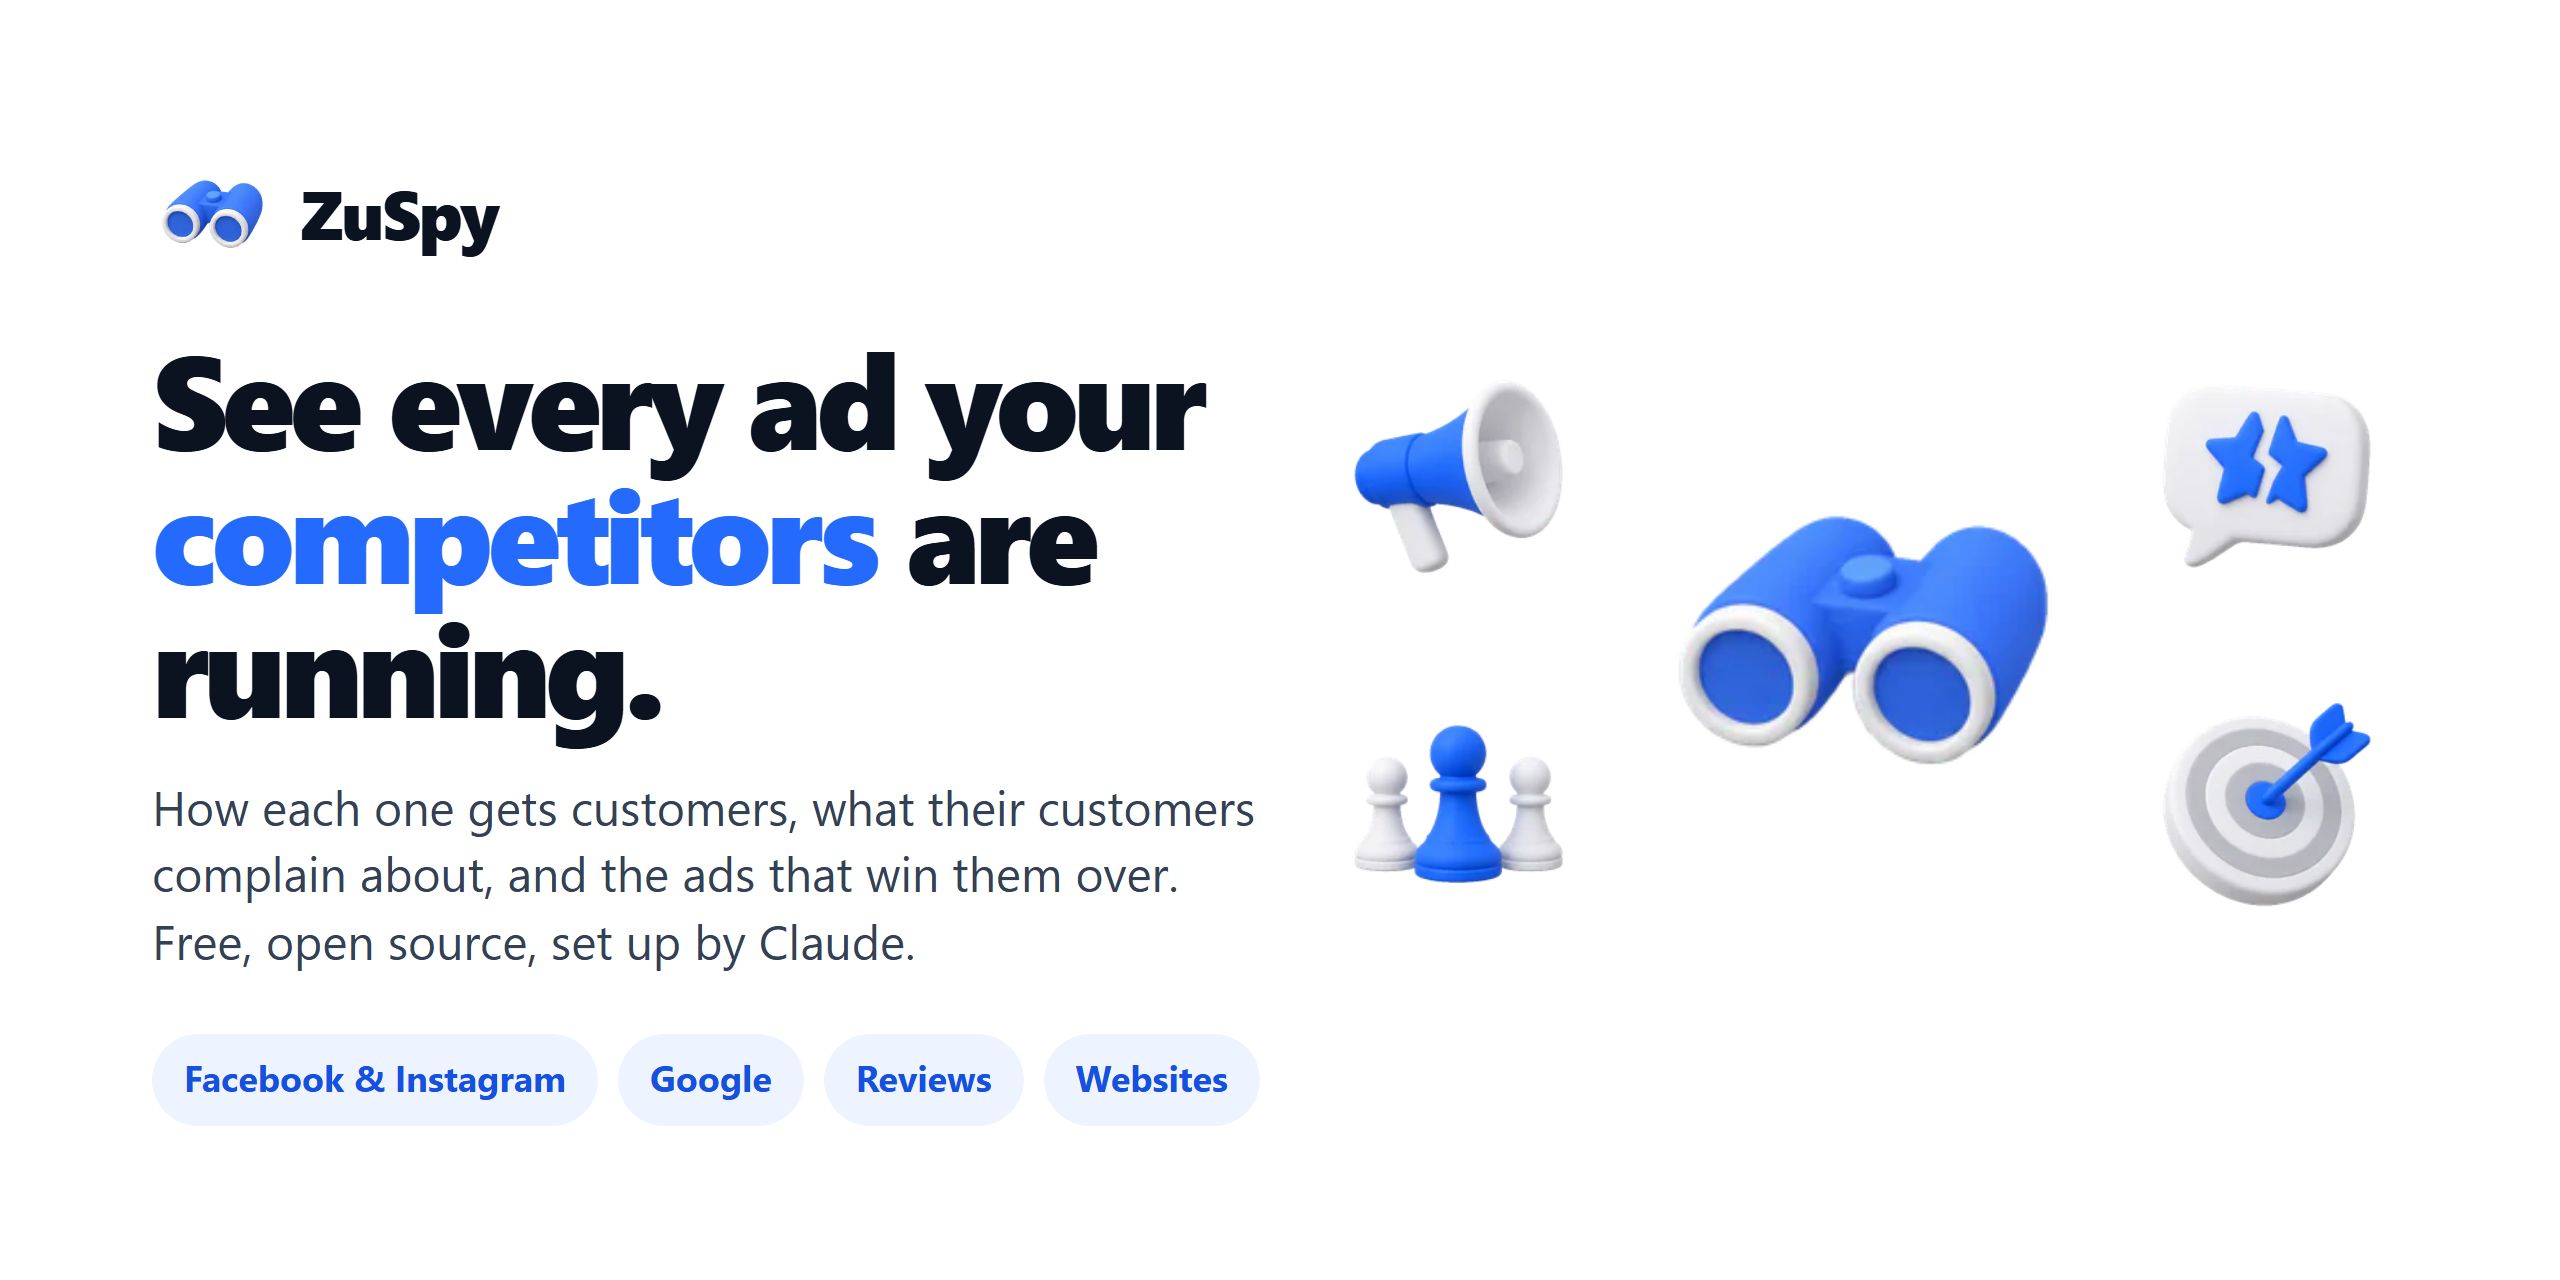 ZuSpy
See every ad your
competitors are
running.
How each one gets customers, what their customers
complain about, and the ads that win them over.
Free, open source, set up by Claude.
Facebook & Instagram
Google
Reviews
Websites